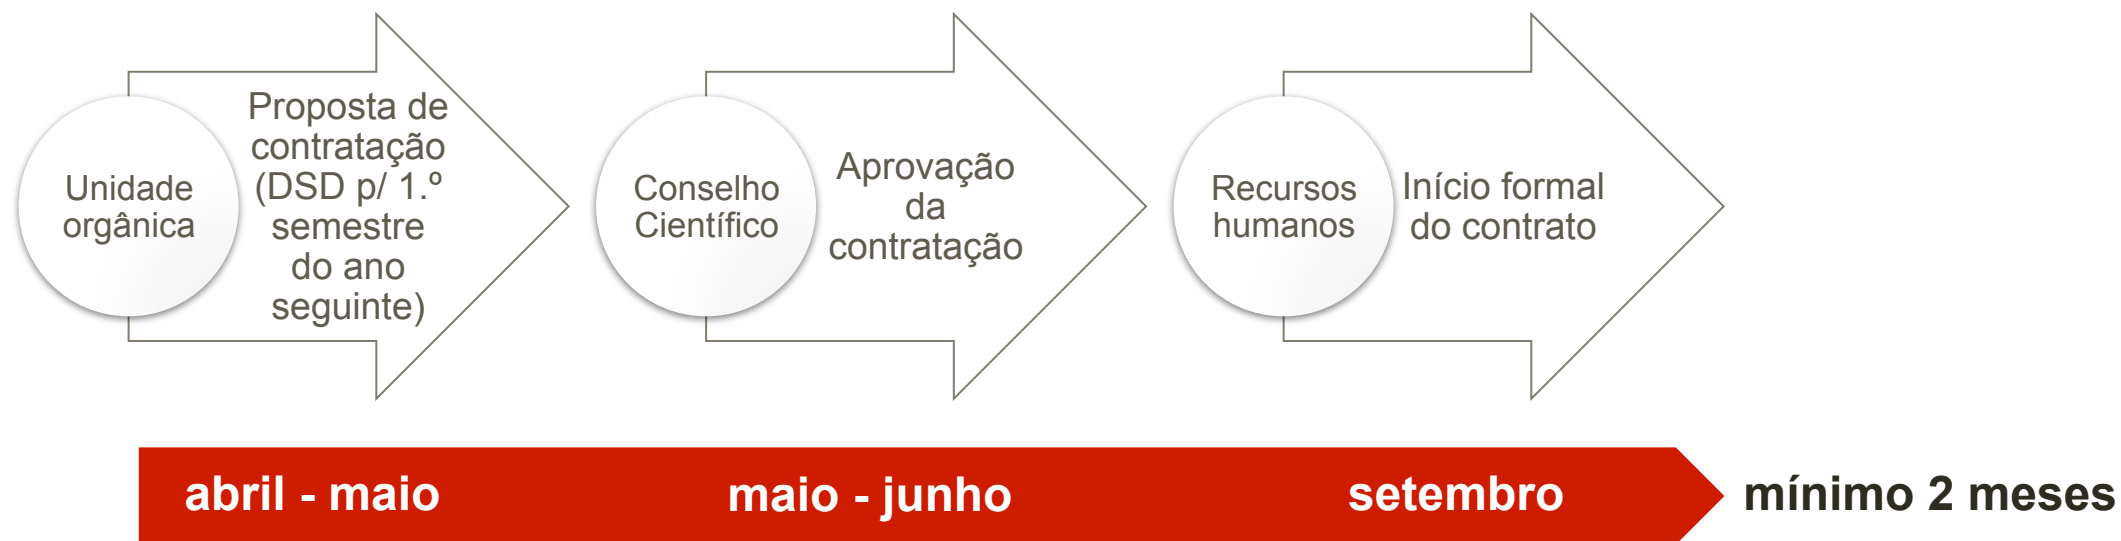 Unidade
orgânica
Proposta de
contratação
(DSD p/ 1.º
semestre
do ano
seguinte)
Conselho
Científico
Aprovação
da
contratação
Recursos
humanos
Início formal
do contrato
abril - maio
maio - junho
setembro
mínimo 2 meses